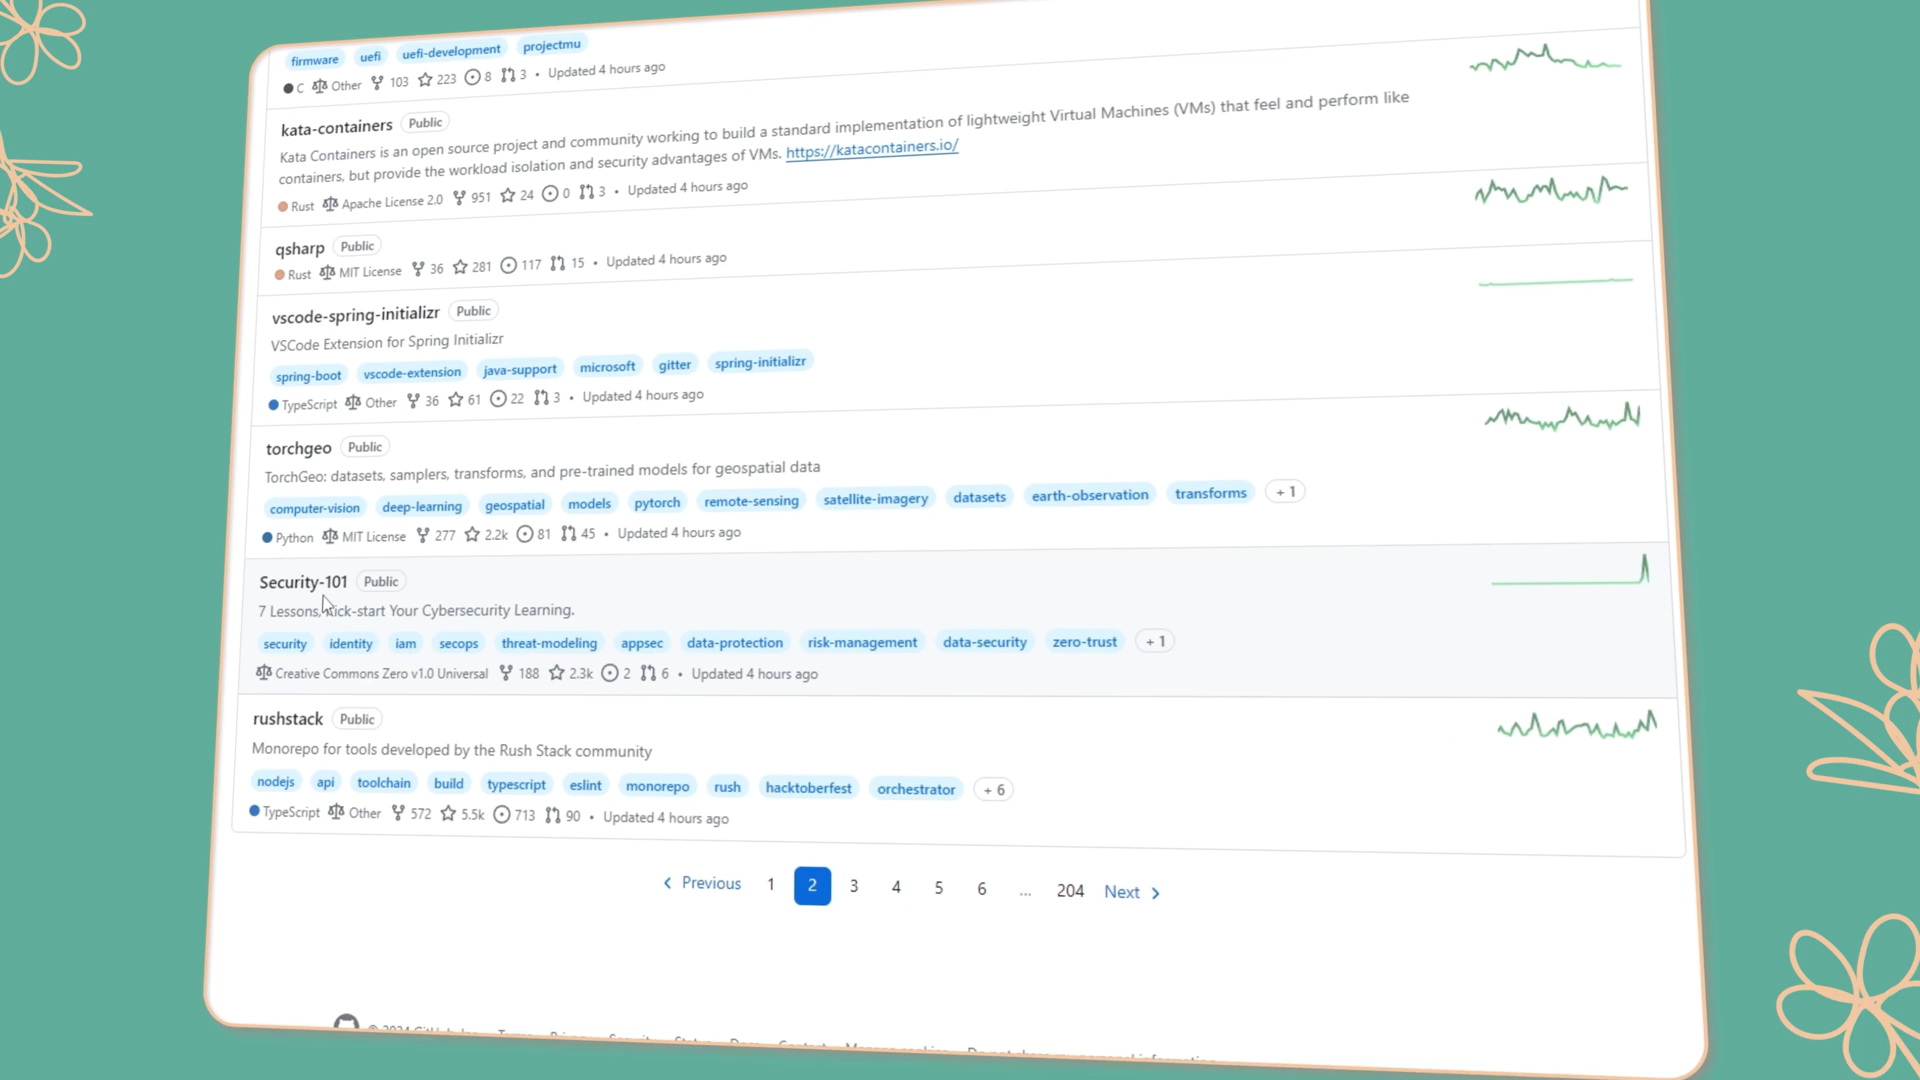 firmware uefi uefi-development projectmu
C Other 103 223 8 3 • Updated 4 hours ago
kata-containers Public
Kata Containers is an open source project and community working to build a standard implementation of lightweight Virtual Machines (VMs) that feel and perform like
containers, but provide the workload isolation and security advantages of VMs. https://katacontainers.io/
Rust Apache License 2.0 951 24 0 3 • Updated 4 hours ago
qsharp Public
Rust MIT License 36 281 117 15 • Updated 4 hours ago
vscode-spring-initializr Public
VSCode Extension for Spring Initializr
spring-boot vscode-extension java-support microsoft gitter spring-initializr
TypeScript Other 36 61 22 3 • Updated 4 hours ago
torchgeo Public
TorchGeo: datasets, samplers, transforms, and pre-trained models for geospatial data
computer-vision deep-learning geospatial models pytorch remote-sensing satellite-imagery datasets earth-observation transforms + 1
Python MIT License 277 2.2k 81 45 • Updated 4 hours ago
Security-101 Public
7 Lessons, Kick-start Your Cybersecurity Learning.
security identity iam secops threat-modeling appsec data-protection risk-management data-security zero-trust + 1
Creative Commons Zero v1.0 Universal 188 2.3k 2 6 • Updated 4 hours ago
rushstack Public
Monorepo for tools developed by the Rush Stack community
nodejs api toolchain build typescript eslint monorepo rush hacktoberfest orchestrator + 6
TypeScript Other 572 5.5k 713 90 • Updated 4 hours ago
Previous 1 2 3 4 5 6 ... 204 Next